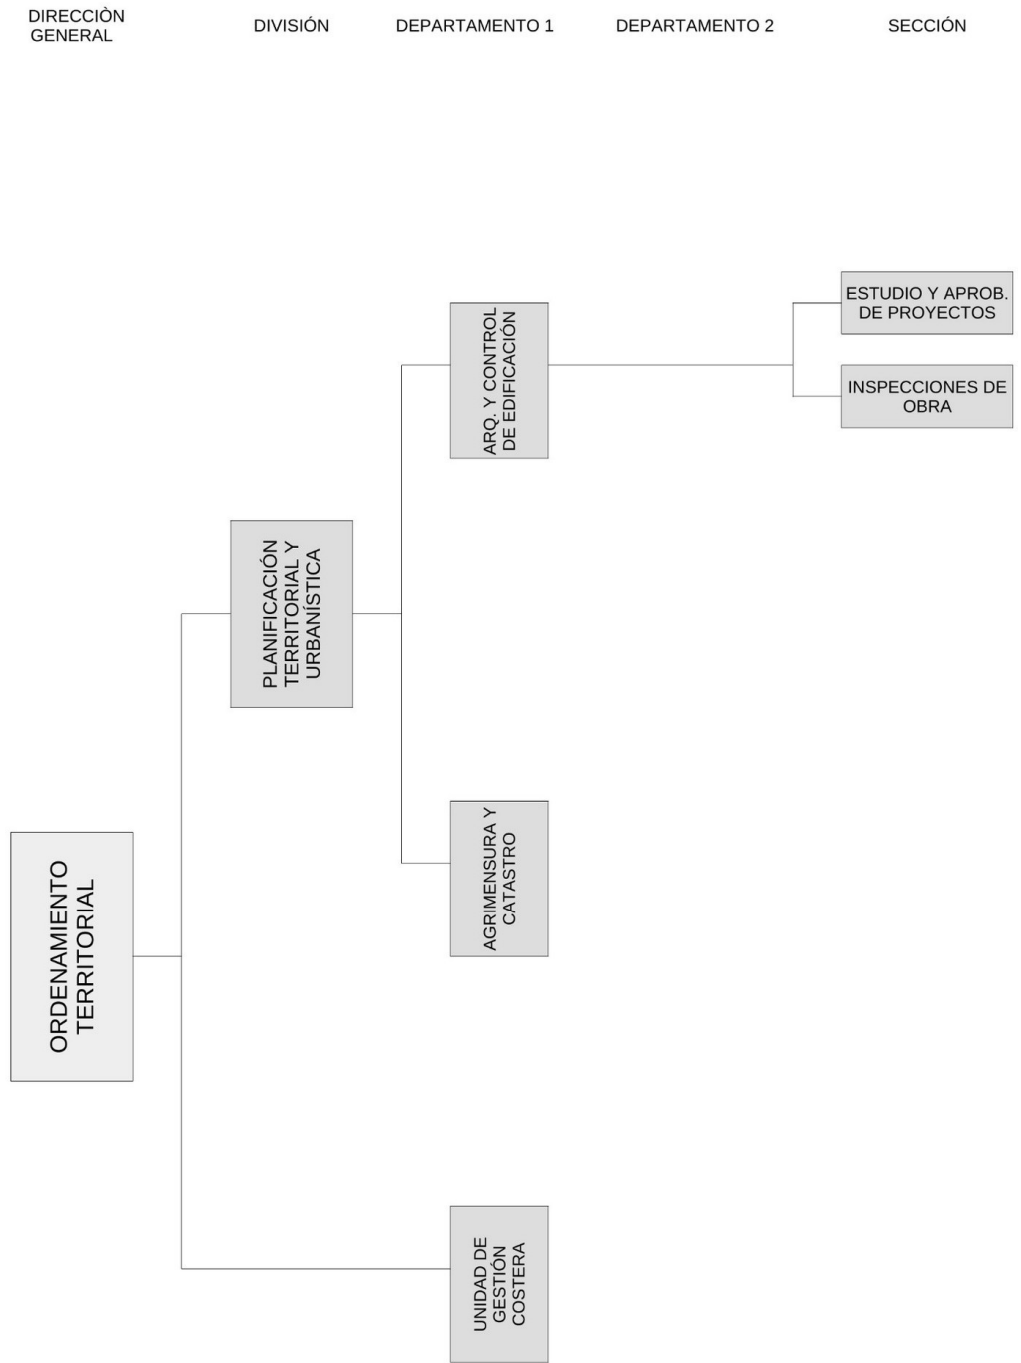 DIRECCIÒN
GENERAL
DIVISIÓN
DEPARTAMENTO 1
DEPARTAMENTO 2
SECCIÓN
ORDENAMIENTO
TERRITORIAL
PLANIFICACIÓN
TERRITORIAL Y
URBANÍSTICA
ARQ. Y CONTROL
DE EDIFICACIÓN
ESTUDIO Y APROB.
DE PROYECTOS
INSPECCIONES DE
OBRA
AGRIMENSURA Y
CATASTRO
UNIDAD DE
GESTIÓN
COSTERA